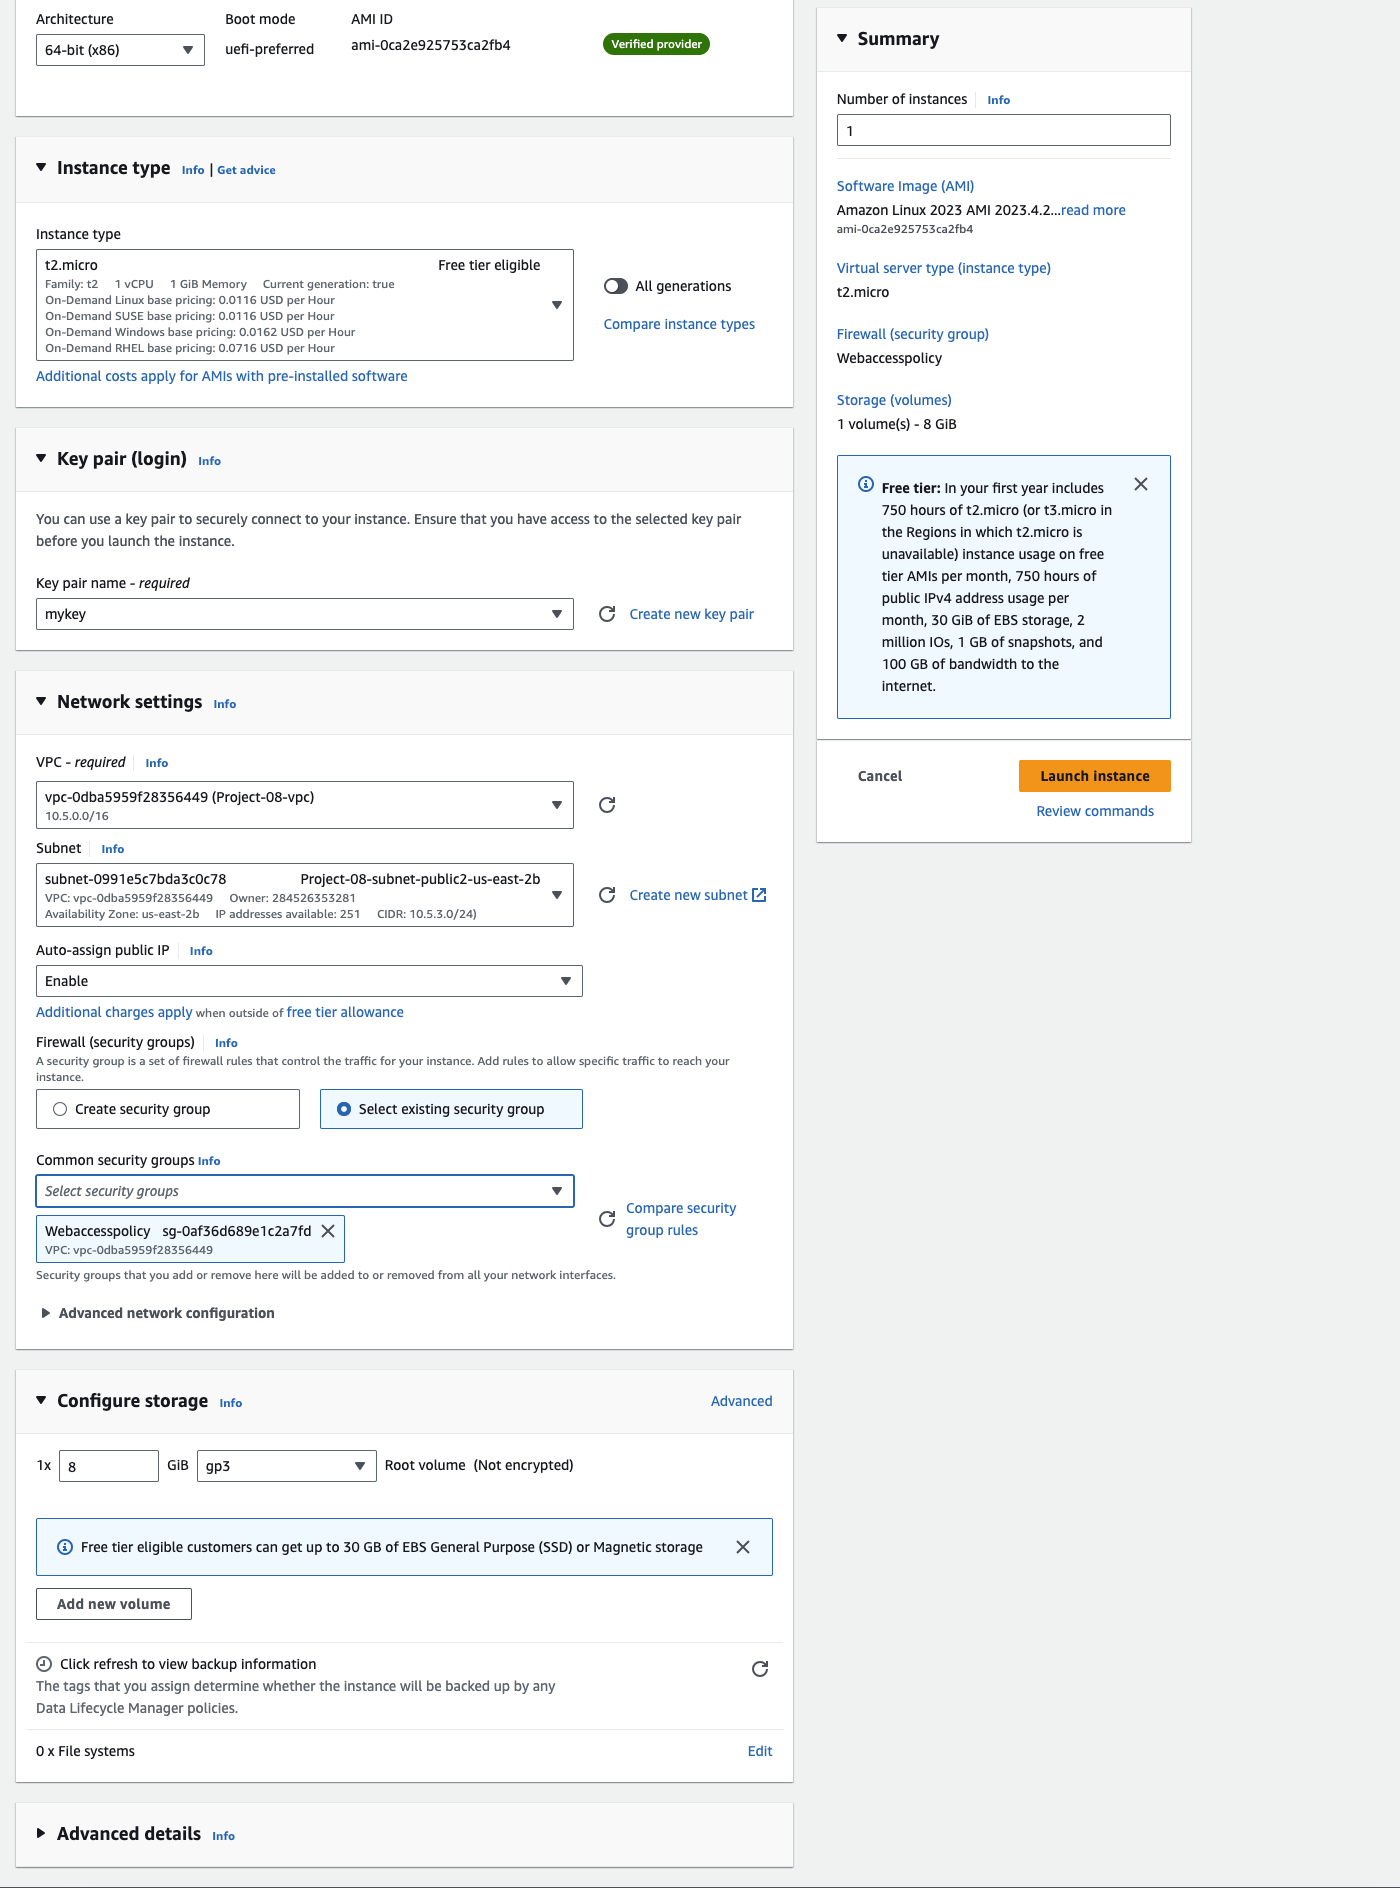 Architecture
Boot mode
AMI ID
64-bit (x86)
uefi-preferred
ami-0ca2e925753ca2fb4
Verified provider
Instance type Info | Get advice
Instance type
t2.micro Free tier eligible
Family: t2 1 vCPU 1 GiB Memory Current generation: true
On-Demand Linux base pricing: 0.0116 USD per Hour
On-Demand SUSE base pricing: 0.0116 USD per Hour
On-Demand Windows base pricing: 0.0162 USD per Hour
On-Demand RHEL base pricing: 0.0716 USD per Hour
All generations
Compare instance types
Additional costs apply for AMIs with pre-installed software
Key pair (login) Info
You can use a key pair to securely connect to your instance. Ensure that you have access to the selected key pair
before you launch the instance.
Key pair name - required
mykey
Create new key pair
Network settings Info
VPC - required Info
vpc-0dba5959f28356449 (Project-08-vpc)
10.5.0.0/16
Subnet Info
subnet-0991e5c7bda3c0c78 Project-08-subnet-public2-us-east-2b
VPC: vpc-0dba5959f28356449 Owner: 284526353281
Availability Zone: us-east-2b IP addresses available: 251 CIDR: 10.5.3.0/24)
Create new subnet
Auto-assign public IP Info
Enable
Additional charges apply when outside of free tier allowance
Firewall (security groups) Info
A security group is a set of firewall rules that control the traffic for your instance. Add rules to allow specific traffic to reach your
instance.
Create security group
Select existing security group
Common security groups Info
Select security groups
Webaccesspolicy sg-0af36d689e1c2a7fd
VPC: vpc-0dba5959f28356449
Compare security
group rules
Security groups that you add or remove here will be added to or removed from all your network interfaces.
Advanced network configuration
Configure storage Info
Advanced
1x 8 GiB gp3 Root volume (Not encrypted)
Free tier eligible customers can get up to 30 GB of EBS General Purpose (SSD) or Magnetic storage
Add new volume
Click refresh to view backup information
The tags that you assign determine whether the instance will be backed up by any
Data Lifecycle Manager policies.
0 x File systems
Edit
Advanced details Info
Summary
Number of instances Info
1
Software Image (AMI)
Amazon Linux 2023 AMI 2023.4.2...read more
ami-0ca2e925753ca2fb4
Virtual server type (instance type)
t2.micro
Firewall (security group)
Webaccesspolicy
Storage (volumes)
1 volume(s) - 8 GiB
Free tier: In your first year includes
750 hours of t2.micro (or t3.micro in
the Regions in which t2.micro is
unavailable) instance usage on free
tier AMIs per month, 750 hours of
public IPv4 address usage per
month, 30 GiB of EBS storage, 2
million IOs, 1 GB of snapshots, and
100 GB of bandwidth to the
internet.
Cancel
Launch instance
Review commands